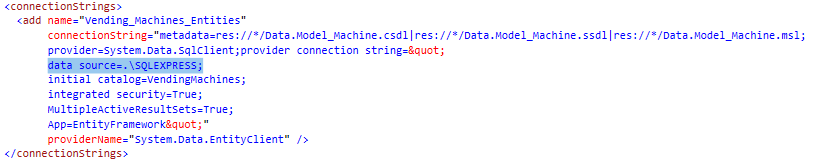 <connectionStrings>
<add name="Vending_Machines_Entities"
connectionString="metadata=res://*/Data.Model_Machine.csdl|res://*/Data.Model_Machine.ssdl|res://*/Data.Model_Machine.msl;
provider=System.Data.SqlClient;provider connection string=&quot;
data source=.\SQLEXPRESS;
initial catalog=VendingMachines;
integrated security=True;
MultipleActiveResultSets=True;
App=EntityFramework&quot;"
providerName="System.Data.EntityClient" />
</connectionStrings>